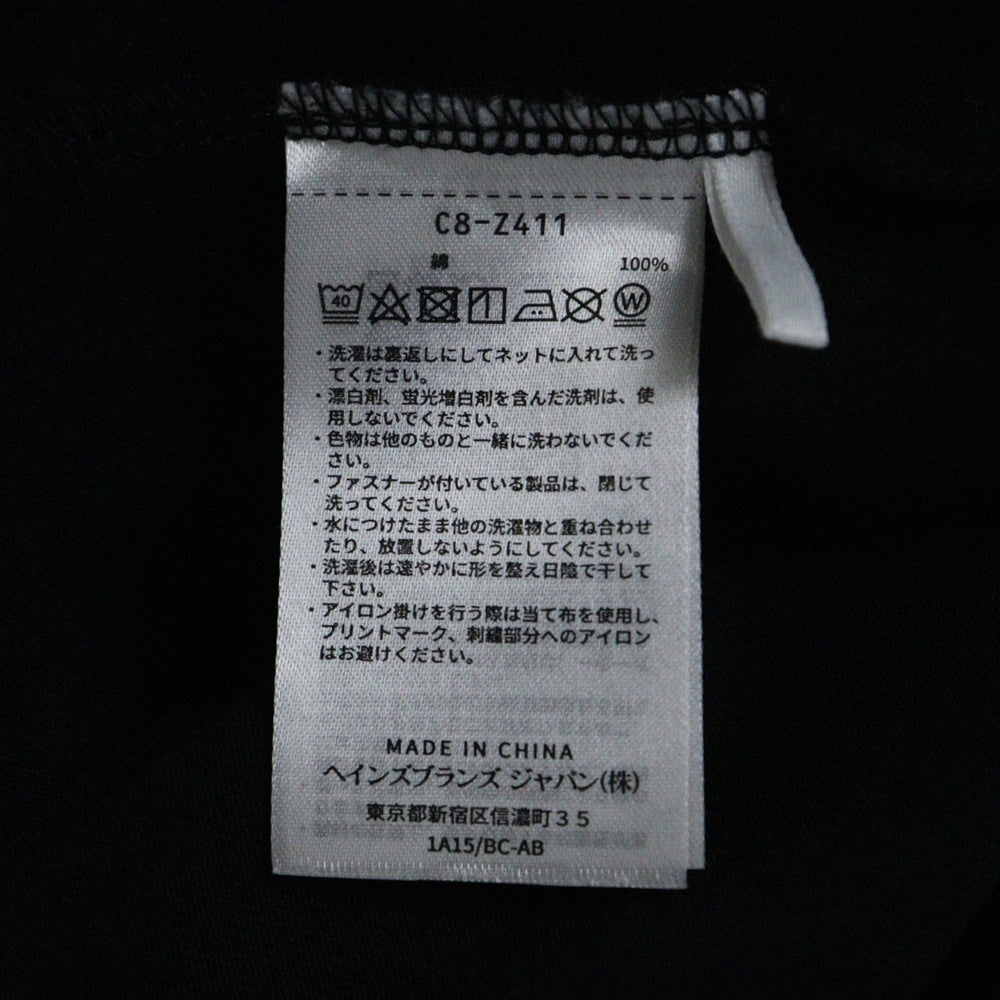 C8-Z411
綿 100%
40 W
・洗濯は裏返しにしてネットに入れて洗っ
てください。
・漂白剤、蛍光増白剤を含んだ洗剤は、使
用しないでください。
・色物は他のものと一緒に洗わないでくだ
さい。
・ファスナーが付いている製品は、閉じて
洗ってください。
・水につけたまま他の洗濯物と重ね合わせ
たり、放置しないようにしてください。
・洗濯後は速やかに形を整え日陰で干して
下さい。
・アイロン掛けを行う際は当て布を使用し、
プリントマーク、刺繍部分へのアイロン
はお避けください。
MADE IN CHINA
ヘインズブランズ ジャパン(株)
東京都新宿区信濃町35
1A15/BC-AB